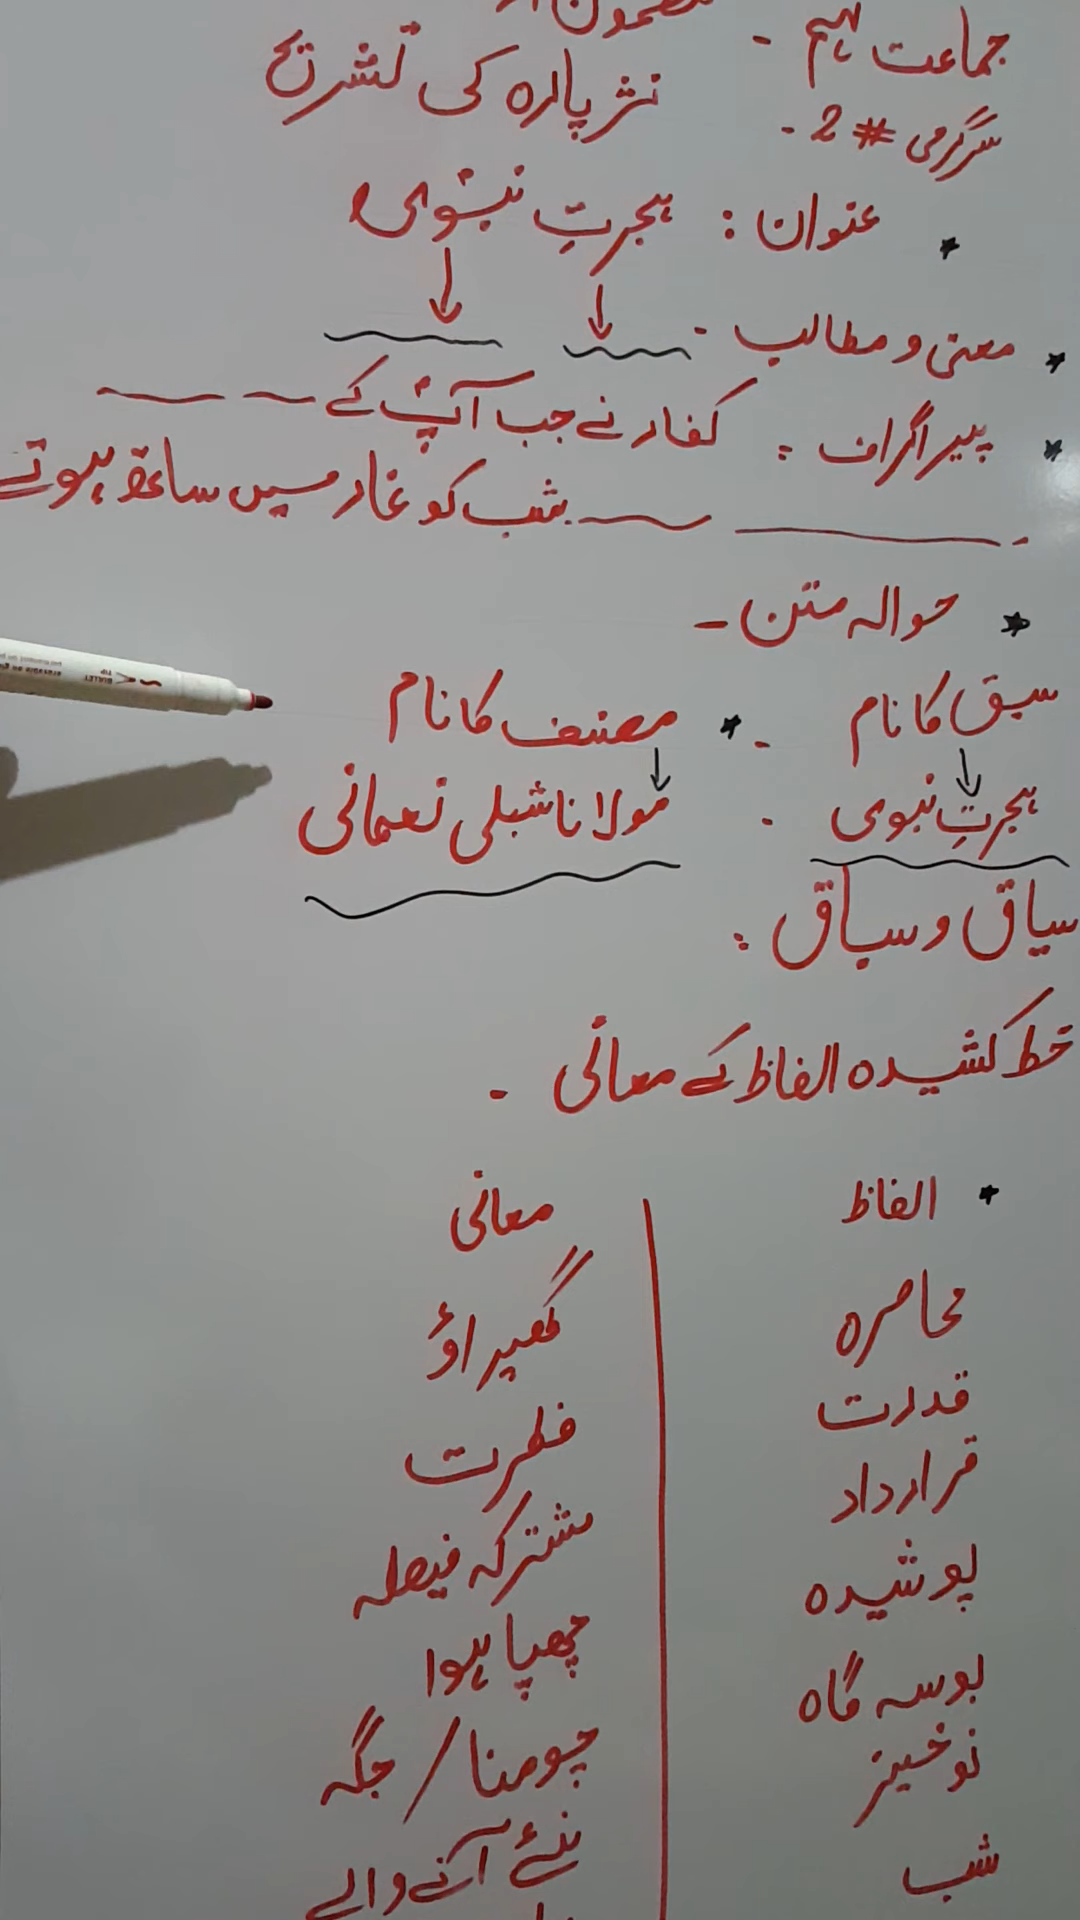 جماعت نہم -
سرگرمی # 2 -
نثر پارہ کی تشریح
* عنوان : ہجرتِ نبویؐ
* معنی و مطالب -
* پیراگراف : کفار نے جب آپؐ کے
شب کو غار میں ساتھ ہوتے
* حوالہ متن -
سبق کا نام - * مصنف کا نام
ہجرتِ نبوی - مولانا شبلی نعمانی
سیاق و سباق :
خط کشیدہ الفاظ کے معانی -
* الفاظ معانی
محاصرہ گھیراؤ
قدرت فطرت
قرارداد مشترکہ فیصلہ
پوشیدہ چھپا ہوا
بوسہ گاہ چومنا / جگہ
نوخیز نئے آنے والے
شب
BULLET TIP